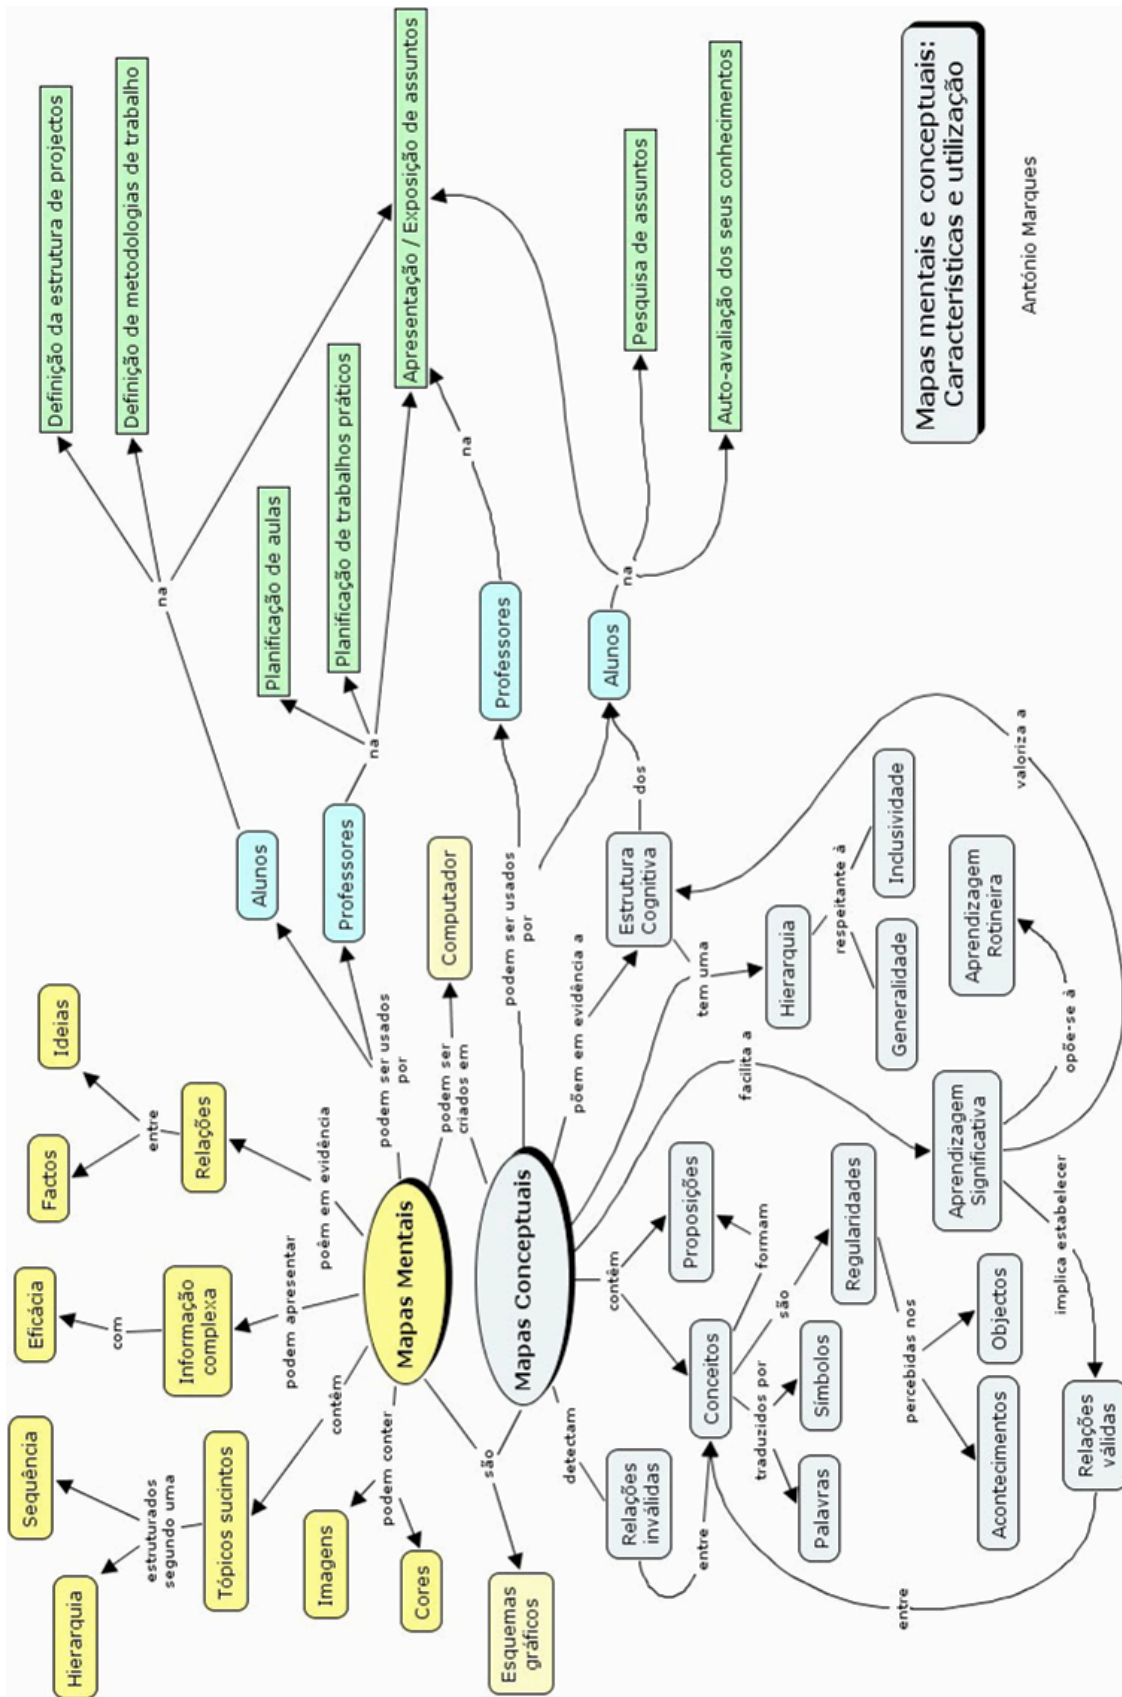 Hierarquia
Sequência
Eficácia
Factos
Ideias
estruturados
segundo uma
com
entre
Tópicos sucintos
Informação
complexa
Relações
contêm
podem apresentar
poêm em evidência
Imagens
Cores
podem conter
Mapas Mentais
podem ser usados
por
Alunos
Professores
na
Definição da estrutura de projectos
Definição de metodologias de trabalho
na
Planificação de aulas
Planificação de trabalhos práticos
Apresentação / Exposição de assuntos
são
Esquemas
gráficos
podem ser
criados em
Computador
Mapas Conceptuais
podem ser usados
por
Professores
na
Alunos
na
Pesquisa de assuntos
Auto-avaliação dos seus conhecimentos
detectam
Relações
inválidas
entre
contêm
Conceitos
Proposições
formam
traduzidos por
Palavras
Símbolos
são
Regularidades
percebidas nos
Acontecimentos
Objectos
põem em evidência a
Estrutura
Cognitiva
dos
tem uma
Hierarquia
respeitante à
Generalidade
Inclusividade
facilita a
Aprendizagem
Significativa
opõe-se à
Aprendizagem
Rotineira
valoriza a
implica estabelecer
Relações
válidas
entre
Mapas mentais e conceptuais:
Características e utilização
António Marques